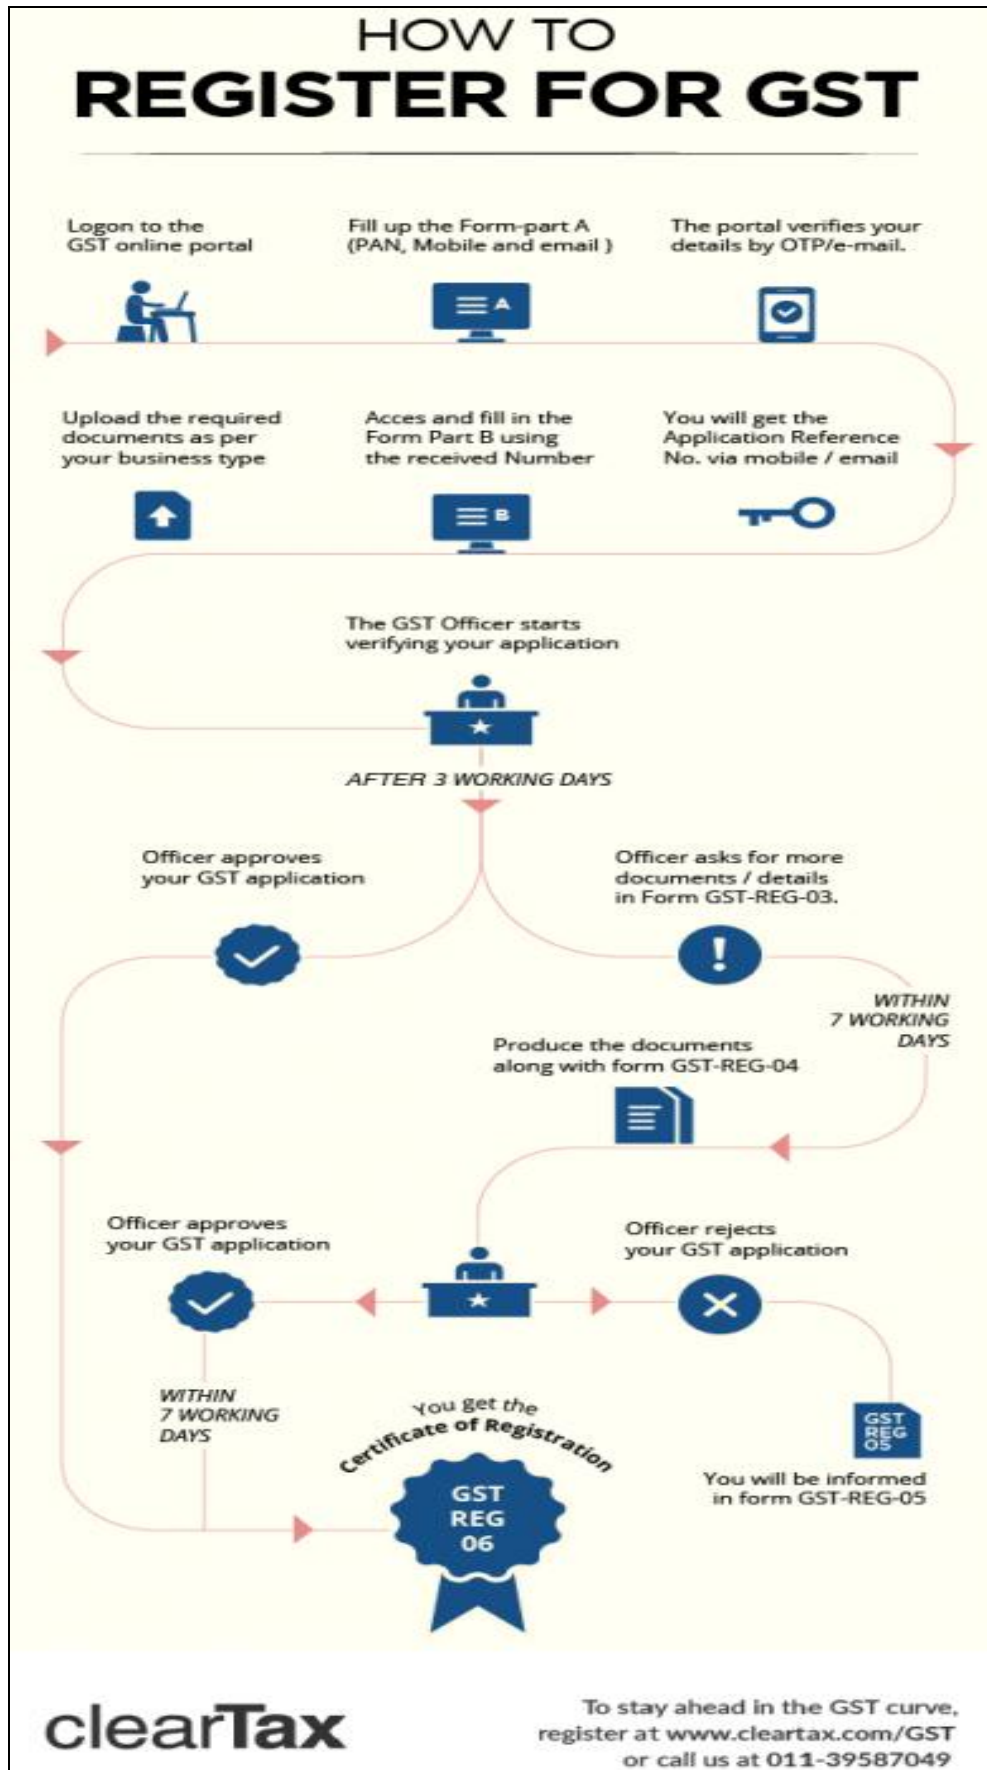 HOW TO
REGISTER FOR GST
Logon to the
GST online portal
Fill up the Form-part A
(PAN, Mobile and email )
The portal verifies your
details by OTP/e-mail.
A
You will get the
Application Reference
No. via mobile / email
Acces and fill in the
Form Part B using
the received Number
B
Upload the required
documents as per
your business type
The GST Officer starts
verifying your application
AFTER 3 WORKING DAYS
Officer approves
your GST application
Officer asks for more
documents / details
in Form GST-REG-03.
WITHIN
7 WORKING
DAYS
Produce the documents
along with form GST-REG-04
Officer approves
your GST application
Officer rejects
your GST application
WITHIN
7 WORKING
DAYS
You get the
Certificate of Registration
GST
REG
06
GST
REG
05
You will be informed
in form GST-REG-05
clearTax
To stay ahead in the GST curve,
register at www.cleartax.com/GST
or call us at 011-39587049